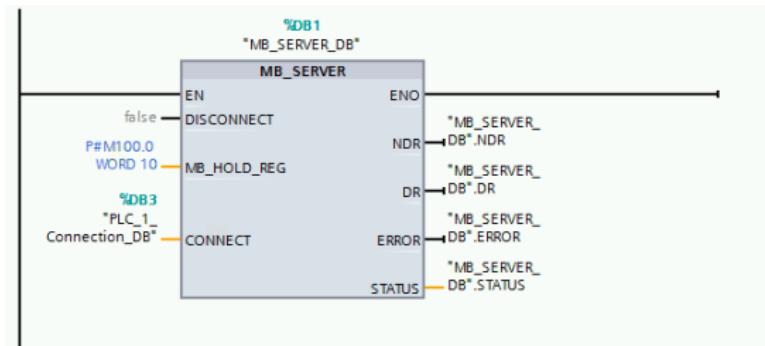 %DB1
"MB_SERVER_DB"
MB_SERVER
EN
ENO
false
DISCONNECT
"MB_SERVER_
DB".NDR
NDR
P#M100.0
WORD 10
MB_HOLD_REG
"MB_SERVER_
DB".DR
DR
%DB3
"PLC_1_
Connection_DB"
CONNECT
"MB_SERVER_
DB".ERROR
ERROR
"MB_SERVER_
DB".STATUS
STATUS